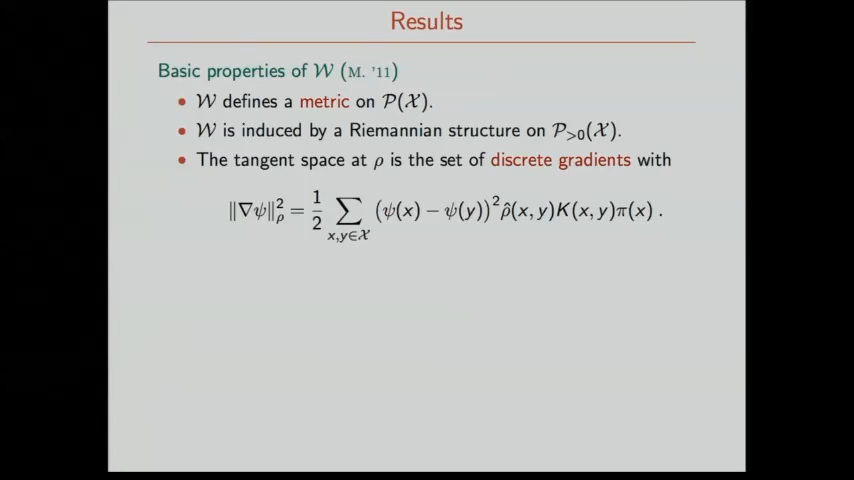 Results
Basic properties of 𝒲 (M. '11)
• 𝒲 defines a metric on 𝒫(𝒳).
• 𝒲 is induced by a Riemannian structure on 𝒫>0(𝒳).
• The tangent space at ρ is the set of discrete gradients with
‖∇ψ‖²ρ = 1/2 ∑x,y∈𝒳 (ψ(x) − ψ(y))² ρ̂(x, y)K(x, y)π(x) .